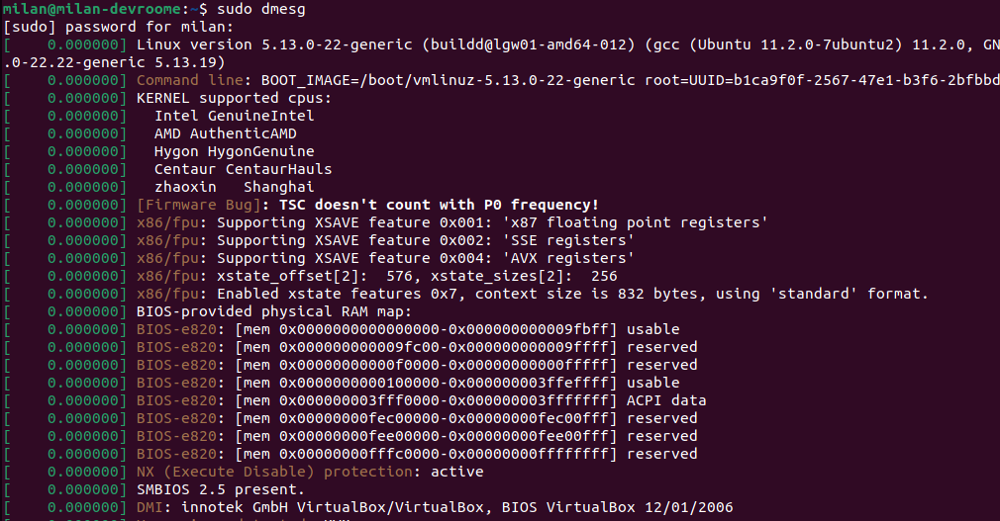 milan@milan-devroome:~$ sudo dmesg
[sudo] password for milan:
[    0.000000] Linux version 5.13.0-22-generic (buildd@lgw01-amd64-012) (gcc (Ubuntu 11.2.0-7ubuntu2) 11.2.0, GN
.0-22.22-generic 5.13.19)
[    0.000000] Command line: BOOT_IMAGE=/boot/vmlinuz-5.13.0-22-generic root=UUID=b1ca9f0f-2567-47e1-b3f6-2bfbbd
[    0.000000] KERNEL supported cpus:
[    0.000000]   Intel GenuineIntel
[    0.000000]   AMD AuthenticAMD
[    0.000000]   Hygon HygonGenuine
[    0.000000]   Centaur CentaurHauls
[    0.000000]   zhaoxin   Shanghai
[    0.000000] [Firmware Bug]: TSC doesn't count with P0 frequency!
[    0.000000] x86/fpu: Supporting XSAVE feature 0x001: 'x87 floating point registers'
[    0.000000] x86/fpu: Supporting XSAVE feature 0x002: 'SSE registers'
[    0.000000] x86/fpu: Supporting XSAVE feature 0x004: 'AVX registers'
[    0.000000] x86/fpu: xstate_offset[2]:  576, xstate_sizes[2]:  256
[    0.000000] x86/fpu: Enabled xstate features 0x7, context size is 832 bytes, using 'standard' format.
[    0.000000] BIOS-provided physical RAM map:
[    0.000000] BIOS-e820: [mem 0x0000000000000000-0x000000000009fbff] usable
[    0.000000] BIOS-e820: [mem 0x000000000009fc00-0x000000000009ffff] reserved
[    0.000000] BIOS-e820: [mem 0x00000000000f0000-0x00000000000fffff] reserved
[    0.000000] BIOS-e820: [mem 0x0000000000100000-0x000000003ffeffff] usable
[    0.000000] BIOS-e820: [mem 0x000000003fff0000-0x000000003fffffff] ACPI data
[    0.000000] BIOS-e820: [mem 0x00000000fec00000-0x00000000fec00fff] reserved
[    0.000000] BIOS-e820: [mem 0x00000000fee00000-0x00000000fee00fff] reserved
[    0.000000] BIOS-e820: [mem 0x00000000fffc0000-0x00000000ffffffff] reserved
[    0.000000] NX (Execute Disable) protection: active
[    0.000000] SMBIOS 2.5 present.
[    0.000000] DMI: innotek GmbH VirtualBox/VirtualBox, BIOS VirtualBox 12/01/2006